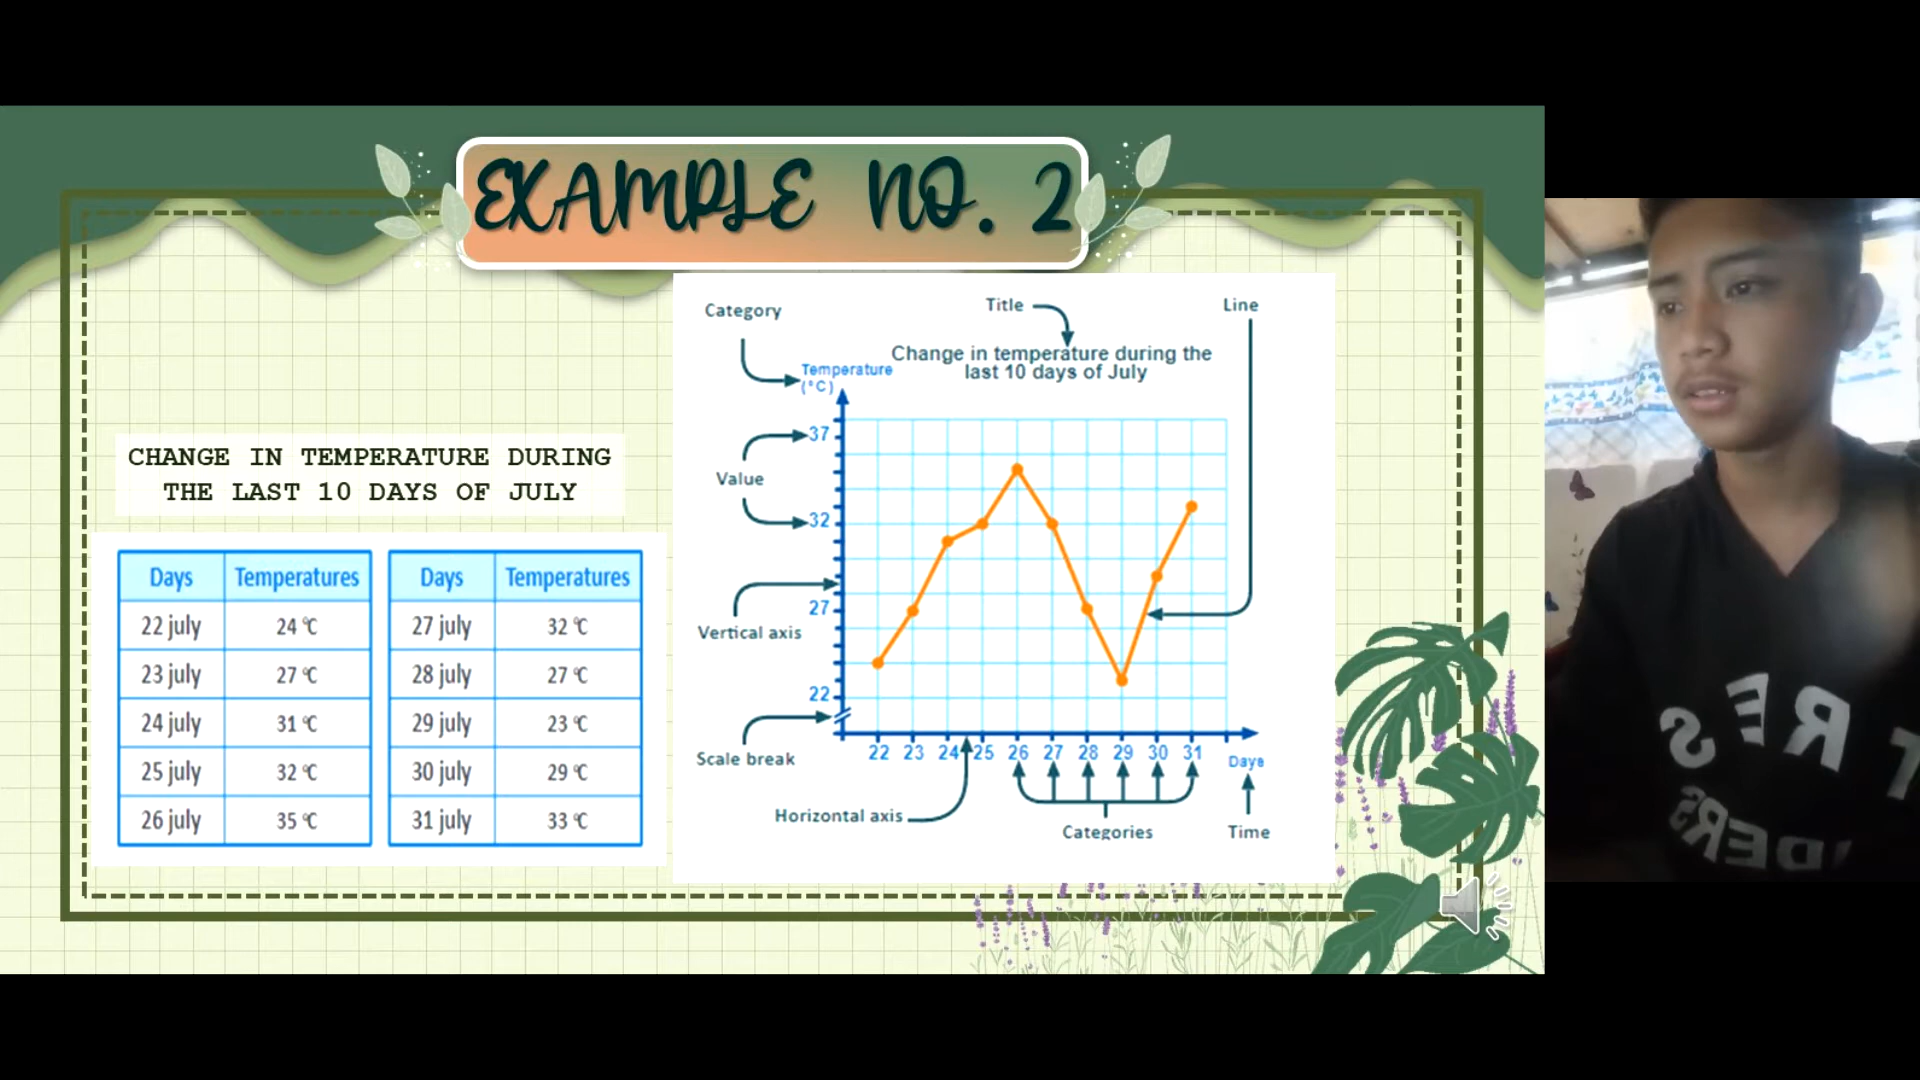 EXAMPLE NO. 2
CHANGE IN TEMPERATURE DURING
THE LAST 10 DAYS OF JULY
Days Temperatures
22 july 24 °C
23 july 27 °C
24 july 31 °C
25 july 32 °C
26 july 35 °C
Days Temperatures
27 july 32 °C
28 july 27 °C
29 july 23 °C
30 july 29 °C
31 july 33 °C
Category
Title
Line
Change in temperature during the
last 10 days of July
Temperature
(°C)
37
Value
32
27
Vertical axis
22
Scale break
22 23 24 25 26 27 28 29 30 31
Days
Horizontal axis
Categories
Time
TRES